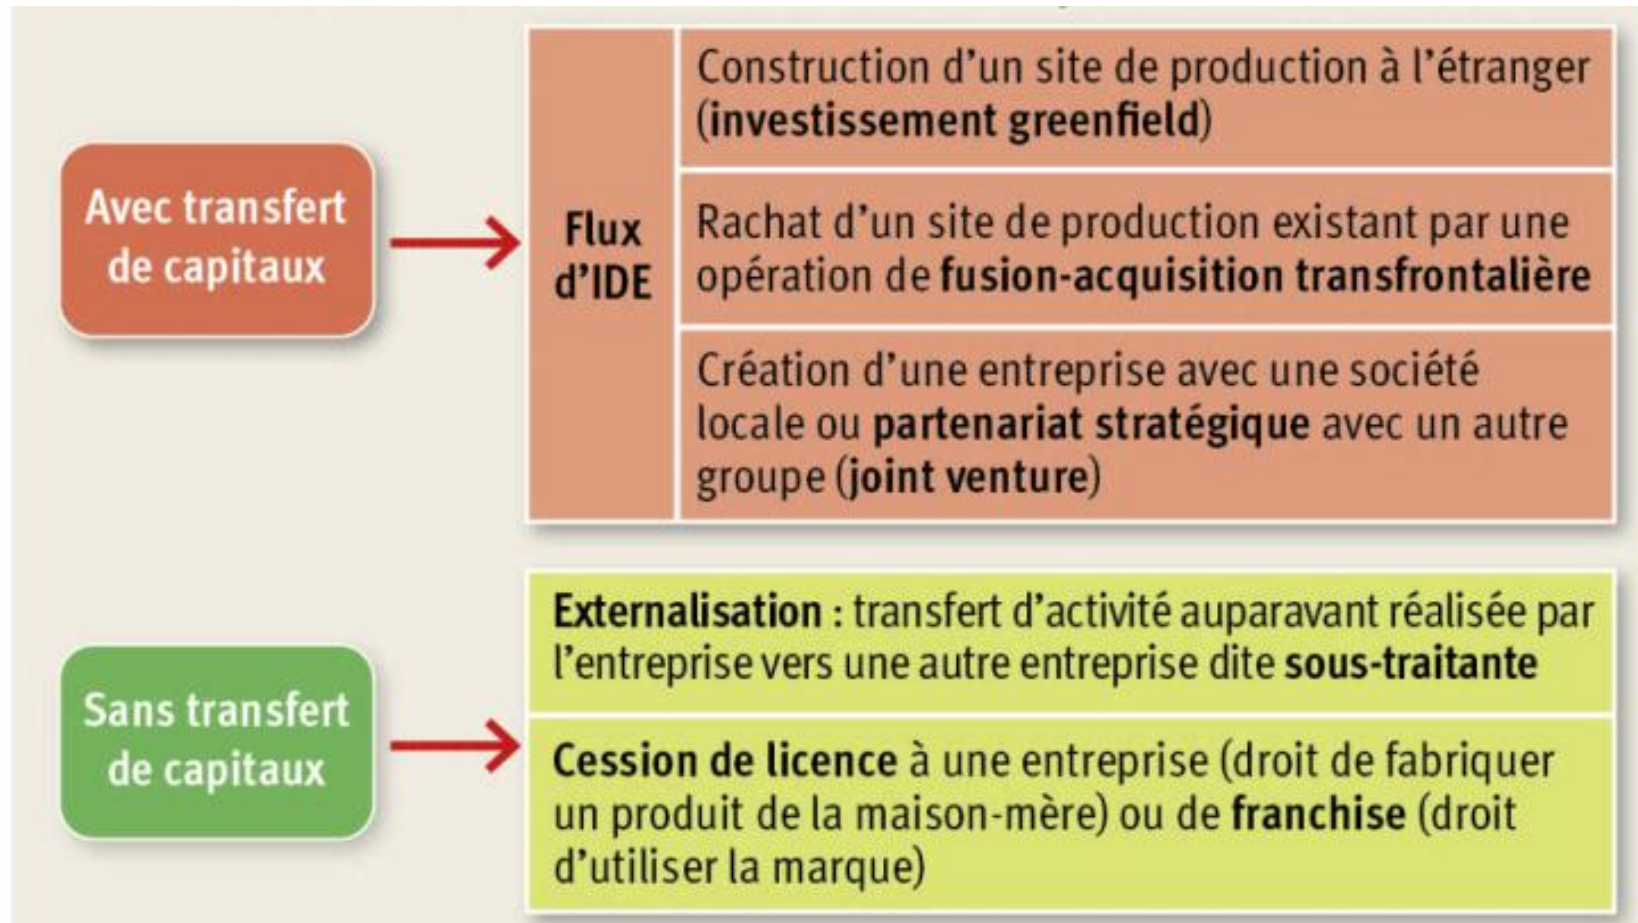 Avec transfert
de capitaux
Flux
d’IDE
Construction d’un site de production à l’étranger
(investissement greenfield)
Rachat d’un site de production existant par une
opération de fusion-acquisition transfrontalière
Création d’une entreprise avec une société
locale ou partenariat stratégique avec un autre
groupe (joint venture)
Sans transfert
de capitaux
Externalisation : transfert d’activité auparavant réalisée par
l’entreprise vers une autre entreprise dite sous-traitante
Cession de licence à une entreprise (droit de fabriquer
un produit de la maison-mère) ou de franchise (droit
d’utiliser la marque)